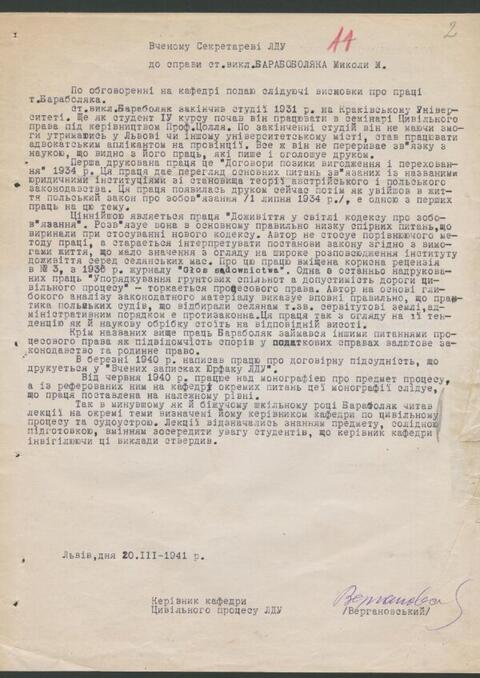 2
11
Вченому Секретареві ЛДУ
до справи ст.викл.БАРАБОБОЛЯКА Миколи М.
По обговоренні на кафедрі подаю слідуючі висновки про праці
т.Бараболяка.
ст.викл.Бараболяк закінчив студії 1931 р. на Краківському Універ-
ситеті. Ще як студент IV курсу почав він працювати в семінарі Цивільного
права під керівництвом Проф.Цолля. По закінченні студій він не маючи змо-
ги утриматись у Львові чи іншому університетському місті, став працювати
адвокатським аплікантом на провінції. Все ж він не перериває зв"язку з
наукою, що видно з його праць, які пише і оголовує друком.
Перша друкована праця це "Договори позики вигодження і перехован-
ня" 1934 р. Ця праця дає перегляд основних питань зв"язаних із названими
юридичними інституціями зі становища теорії австрійського і польського
законодавства. Ця праця появилась друком сейчас потім як увійшов в жит-
тя польський закон про зобов"язання /1 липня 1934 р./, є одною з перших
праць на цю тему.
Ціннійшою являється праця "Доживіття у світлі кодексу про зобо-
в"язання". Розв"язує вона в основному правильно низку спірних питань,що
виринали при стосуванні нового кодексу. Автор не стосує порівнюючого ме-
тоду праці, а старається інтерпретувати постанови закону згідно з вимо-
гами життя, що мало значення з огляду на широке розповсюдження інституту
доживіття серед селянських мас. Про цю працю вміщена корисна рецензія
в № 3, з 1938 р. журналу "Głos sądownictwa". Одна з останньо надрукова-
них праць "Упорядкування ґрунтових спільнот а допустимість дороги ци-
вільного процесу" - торкається процесового права. Автор на основі гли-
бокого аналізу законодатного матеріалу виказує вповні правильно, що пра-
тика польських судів, що відбирали селянам т.зв. сервітутові землі,ад-
міністративним порядком є протизаконна.Ця праця так з огляду на її тен-
денцію як й наукову обрібку стоїть на відповідній висоті.
Крім названих вище праць Бараболяк займався іншими питаннями про-
цесового права як підсудність спорів у податкових справах валютове за-
конодавство та родинне право.
В березні 1940 р. написав працю про договірну підсудність, що
друкується у "Вчених записках Юрфаку ЛДУ".
Від червня 1940 р. працює над монографією про предмет процесу,
а із реферованих ним на кафедрі окремих питань цеї монографії слідує,
що праця поставлена на належному рівні.
Так в минувшому як й біжучому шкільному році Бараболяк читав
лекції на окремі теми визначені йому керівником кафедри по цивільному
процесу та судоустрою. Лекції відзначались знанням предмету, солідною
підготовкою, вмінням зосередити увагу студентів, що керівник кафедри
інвігілюючи ці виклади ствердив.
Львів,дня 20.III-1941 р.
Керівник кафедри
Цивільного процесу ЛДУ
/Вергановський/